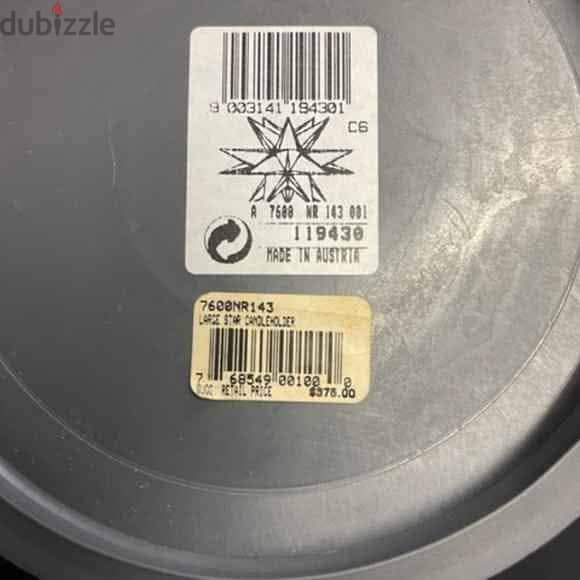 dubizzle
9 003141 194301
C6
A 7600 NR 143 001
119430
MADE IN AUSTRIA
7600NR143
LARGE STAR CANDLEHOLDER
7 68549 00100 0
SUGG. RETAIL PRICE $375.00